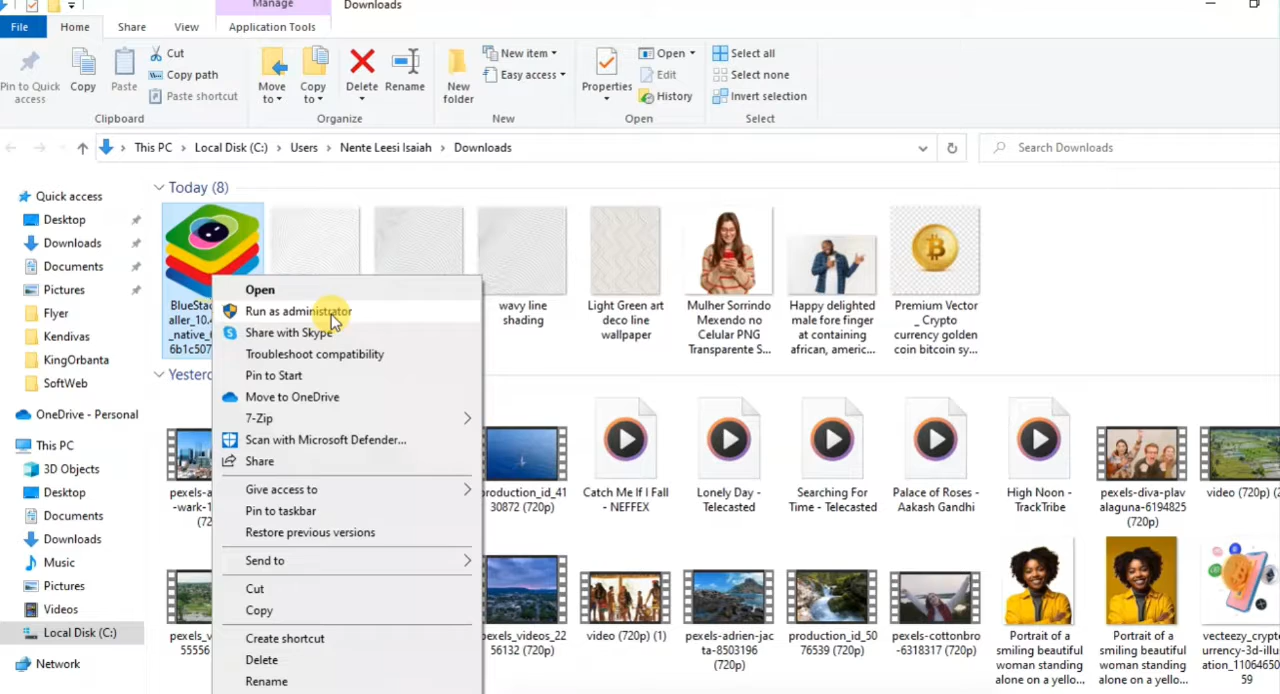 Manage
Downloads
File
Home
Share
View
Application Tools
Pin to Quick
access
Copy
Paste
Cut
Copy path
Paste shortcut
Clipboard
Move
to
Copy
to
Delete
Rename
Organize
New
folder
New item
Easy access
New
Properties
Open
Edit
History
Open
Select all
Select none
Invert selection
Select
This PC
Local Disk (C:)
Users
Nente Leesi Isaiah
Downloads
Search Downloads
Quick access
Desktop
Downloads
Documents
Pictures
Flyer
Kendivas
KingOrbanta
SoftWeb
OneDrive - Personal
This PC
3D Objects
Desktop
Documents
Downloads
Music
Pictures
Videos
Local Disk (C:)
Network
Today (8)
BlueStac
aller_10.4
_native_6
6b1c507
wavy line
shading
Light Green art
deco line
wallpaper
Mulher Sorrindo
Mexendo no
Celular PNG
Transparente S...
Happy delighted
male fore finger
at containing
african, americ...
Premium Vector
_ Crypto
currency golden
coin bitcoin sy...
Open
Run as administrator
Share with Skype
Troubleshoot compatibility
Pin to Start
Move to OneDrive
7-Zip
Scan with Microsoft Defender...
Share
Give access to
Pin to taskbar
Restore previous versions
Send to
Cut
Copy
Create shortcut
Delete
Rename
Yesterd
pexels-a
wark-1
(72
production_id_41
30872 (720p)
Catch Me If I Fall
- NEFFEX
Lonely Day -
Telecasted
Searching For
Time - Telecasted
Palace of Roses -
Aakash Gandhi
High Noon -
TrackTribe
pexels-diva-plav
alaguna-6194825
(720p)
video (720p) (2
pexels_v
55556
pexels_videos_22
56132 (720p)
video (720p) (1)
pexels-adrien-jac
ta-8503196
(720p)
production_id_50
76539 (720p)
pexels-cottonbro
-6318317 (720p)
Portrait of a
smiling beautiful
woman standing
alone on a yello...
Portrait of a
smiling beautiful
woman standing
alone on a yello...
vecteezy_crypto
urrency-3d-illu
ation_11064650
59